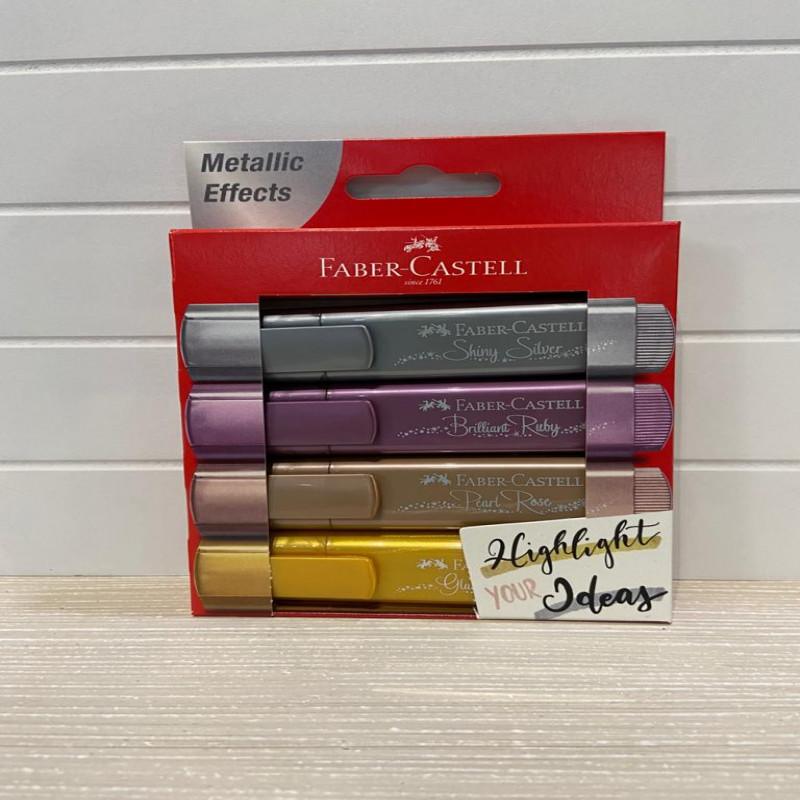 Metallic
Effects
FABER-CASTELL
since 1761
FABER-CASTELL
Shiny Silver
FABER-CASTELL
Brilliant Ruby
FABER-CASTELL
Pearl Rose
Highlight
YOUR
Ideas